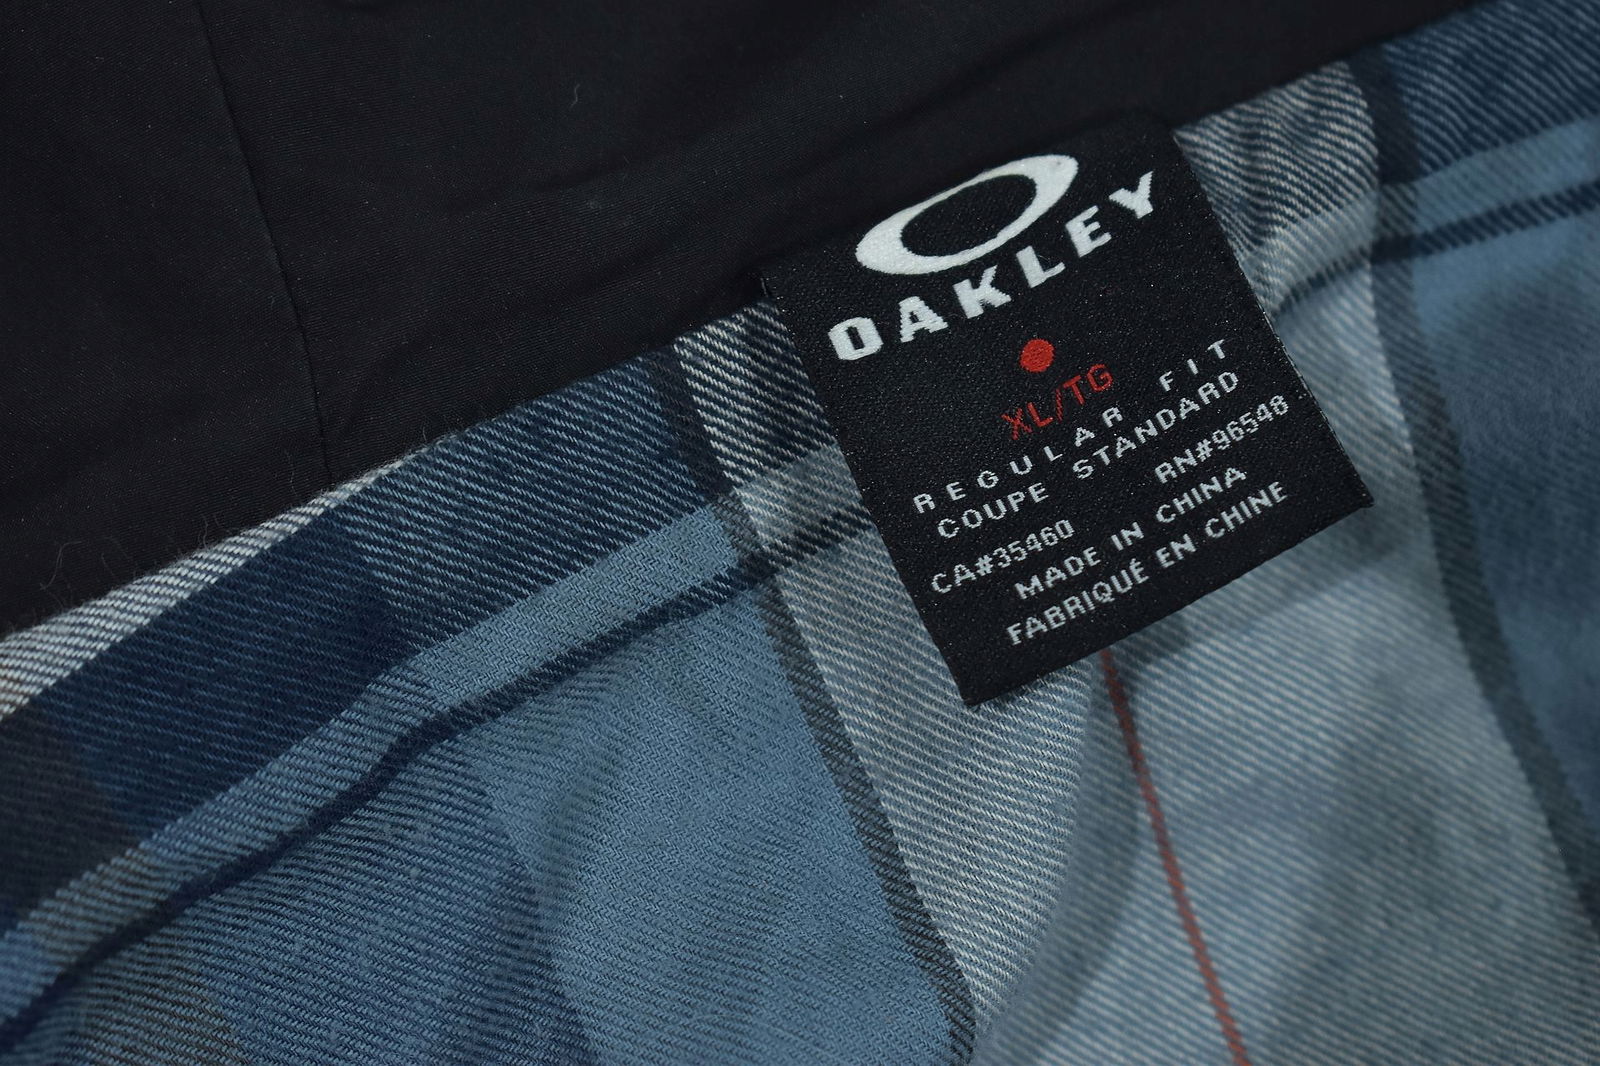 OAKLEY
XL/TG
REGULAR FIT
COUPE STANDARD
CA#35460 RN#96548
MADE IN CHINA
FABRIQUÉ EN CHINE